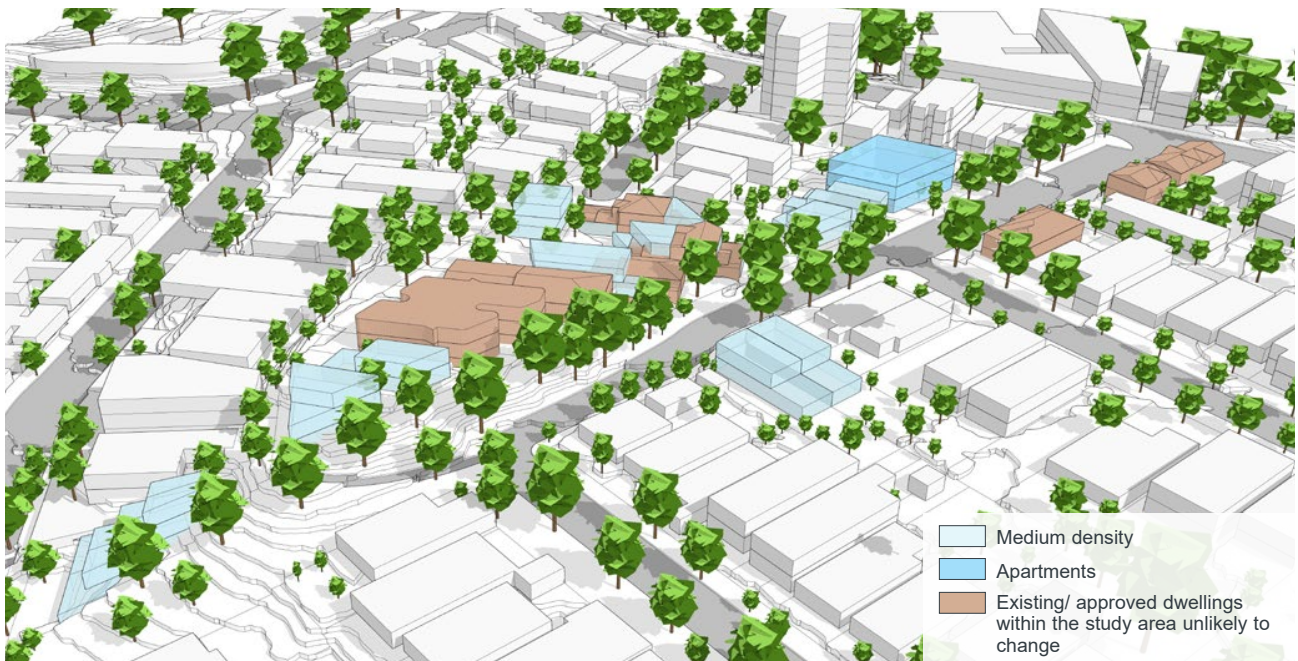 Medium density
Apartments
Existing/ approved dwellings
within the study area unlikely to
change